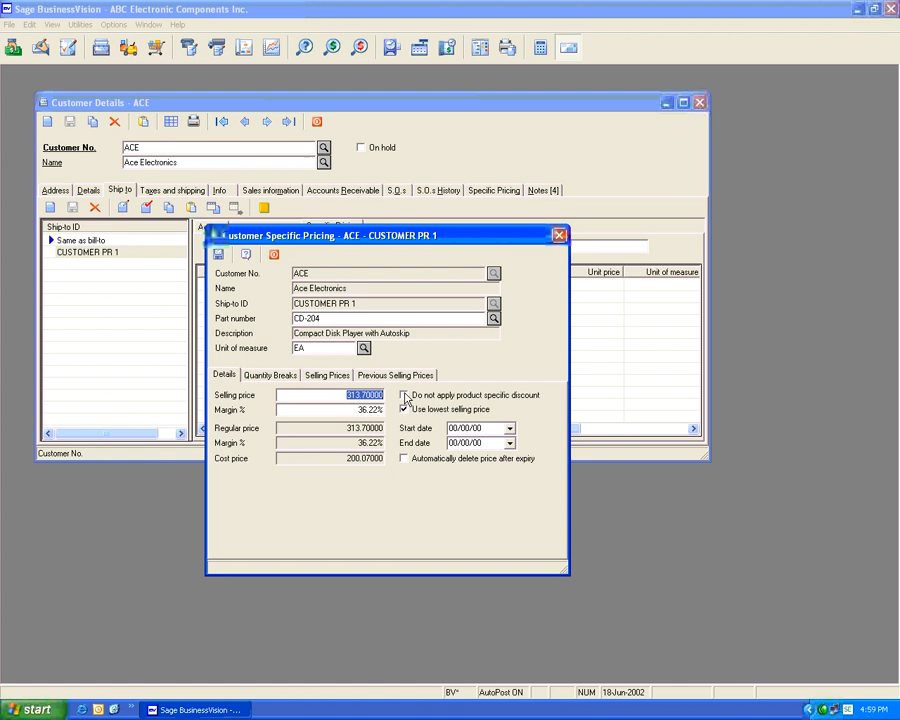 Sage BusinessVision - ABC Electronic Components Inc.
File Edit View Utilities Options Window Help
Customer Details - ACE
Customer No. ACE On hold
Name Ace Electronics
Address Details Ship to Taxes and shipping Info Sales information Accounts Receivable S.O.s S.O.s History Specific Pricing Notes [4]
Ship-to ID
Same as bill-to
CUSTOMER PR 1
Unit price Unit of measure
Customer No.
ustomer Specific Pricing - ACE - CUSTOMER PR 1
Customer No. ACE
Name Ace Electronics
Ship-to ID CUSTOMER PR 1
Part number CD-204
Description Compact Disk Player with Autoskip
Unit of measure EA
Details Quantity Breaks Selling Prices Previous Selling Prices
Selling price 313.70000 Do not apply product specific discount
Margin % 36.22% Use lowest selling price
Regular price 313.70000 Start date 00/00/00
Margin % 36.22% End date 00/00/00
Cost price 200.07000 Automatically delete price after expiry
BV* AutoPost ON NUM 18-Jun-2002
start Sage BusinessVision -... SE 4:59 PM